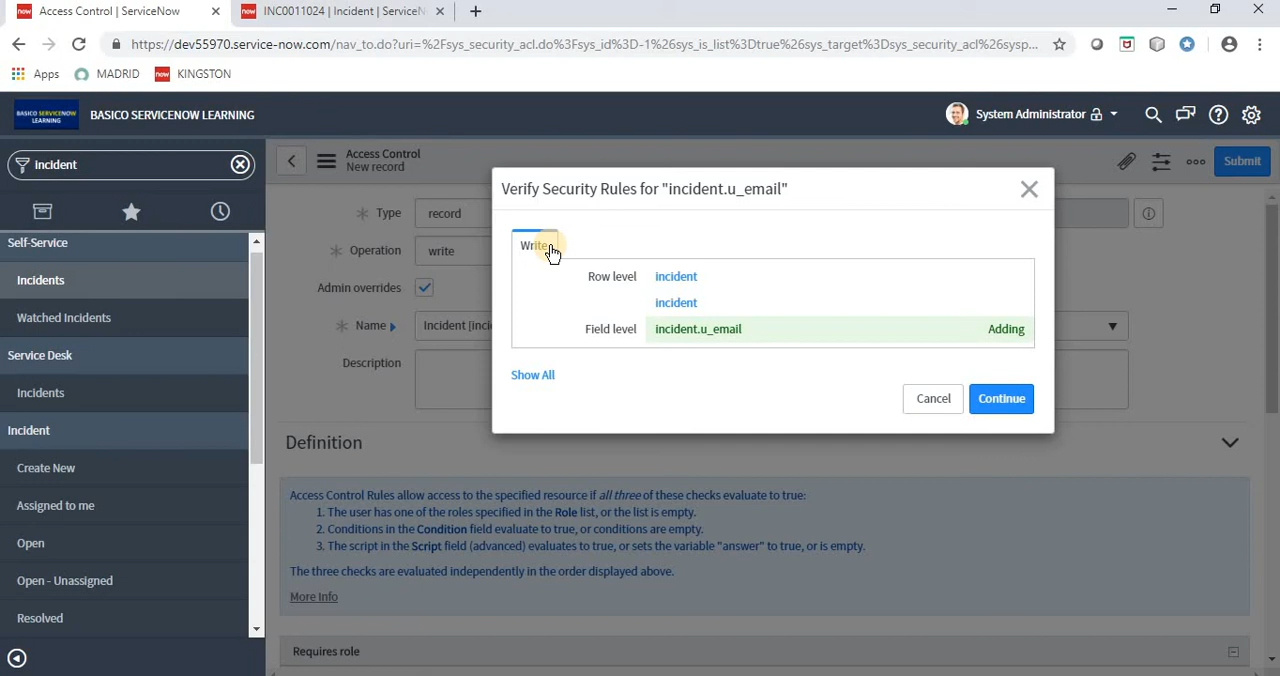 Access Control | ServiceNow
INC0011024 | Incident | ServiceN
https://dev55970.service-now.com/nav_to.do?uri=%2Fsys_security_acl.do%3Fsys_id%3D-1%26sys_is_list%3Dtrue%26sys_target%3Dsys_security_acl%26sysp...
Apps MADRID now KINGSTON
BASICO SERVICENOW LEARNING
BASICO SERVICENOW LEARNING
System Administrator
incident
Access Control
New record
Submit
Self-Service
Incidents
Watched Incidents
Service Desk
Incidents
Incident
Create New
Assigned to me
Open
Open - Unassigned
Resolved
Type record
Operation write
Admin overrides
Name Incident [inci
Description
Verify Security Rules for "incident.u_email"
Write
Row level incident
incident
Field level incident.u_email Adding
Show All
Cancel Continue
Definition
Access Control Rules allow access to the specified resource if all three of these checks evaluate to true:
1. The user has one of the roles specified in the Role list, or the list is empty.
2. Conditions in the Condition field evaluate to true, or conditions are empty.
3. The script in the Script field (advanced) evaluates to true, or sets the variable "answer" to true, or is empty.
The three checks are evaluated independently in the order displayed above.
More Info
Requires role